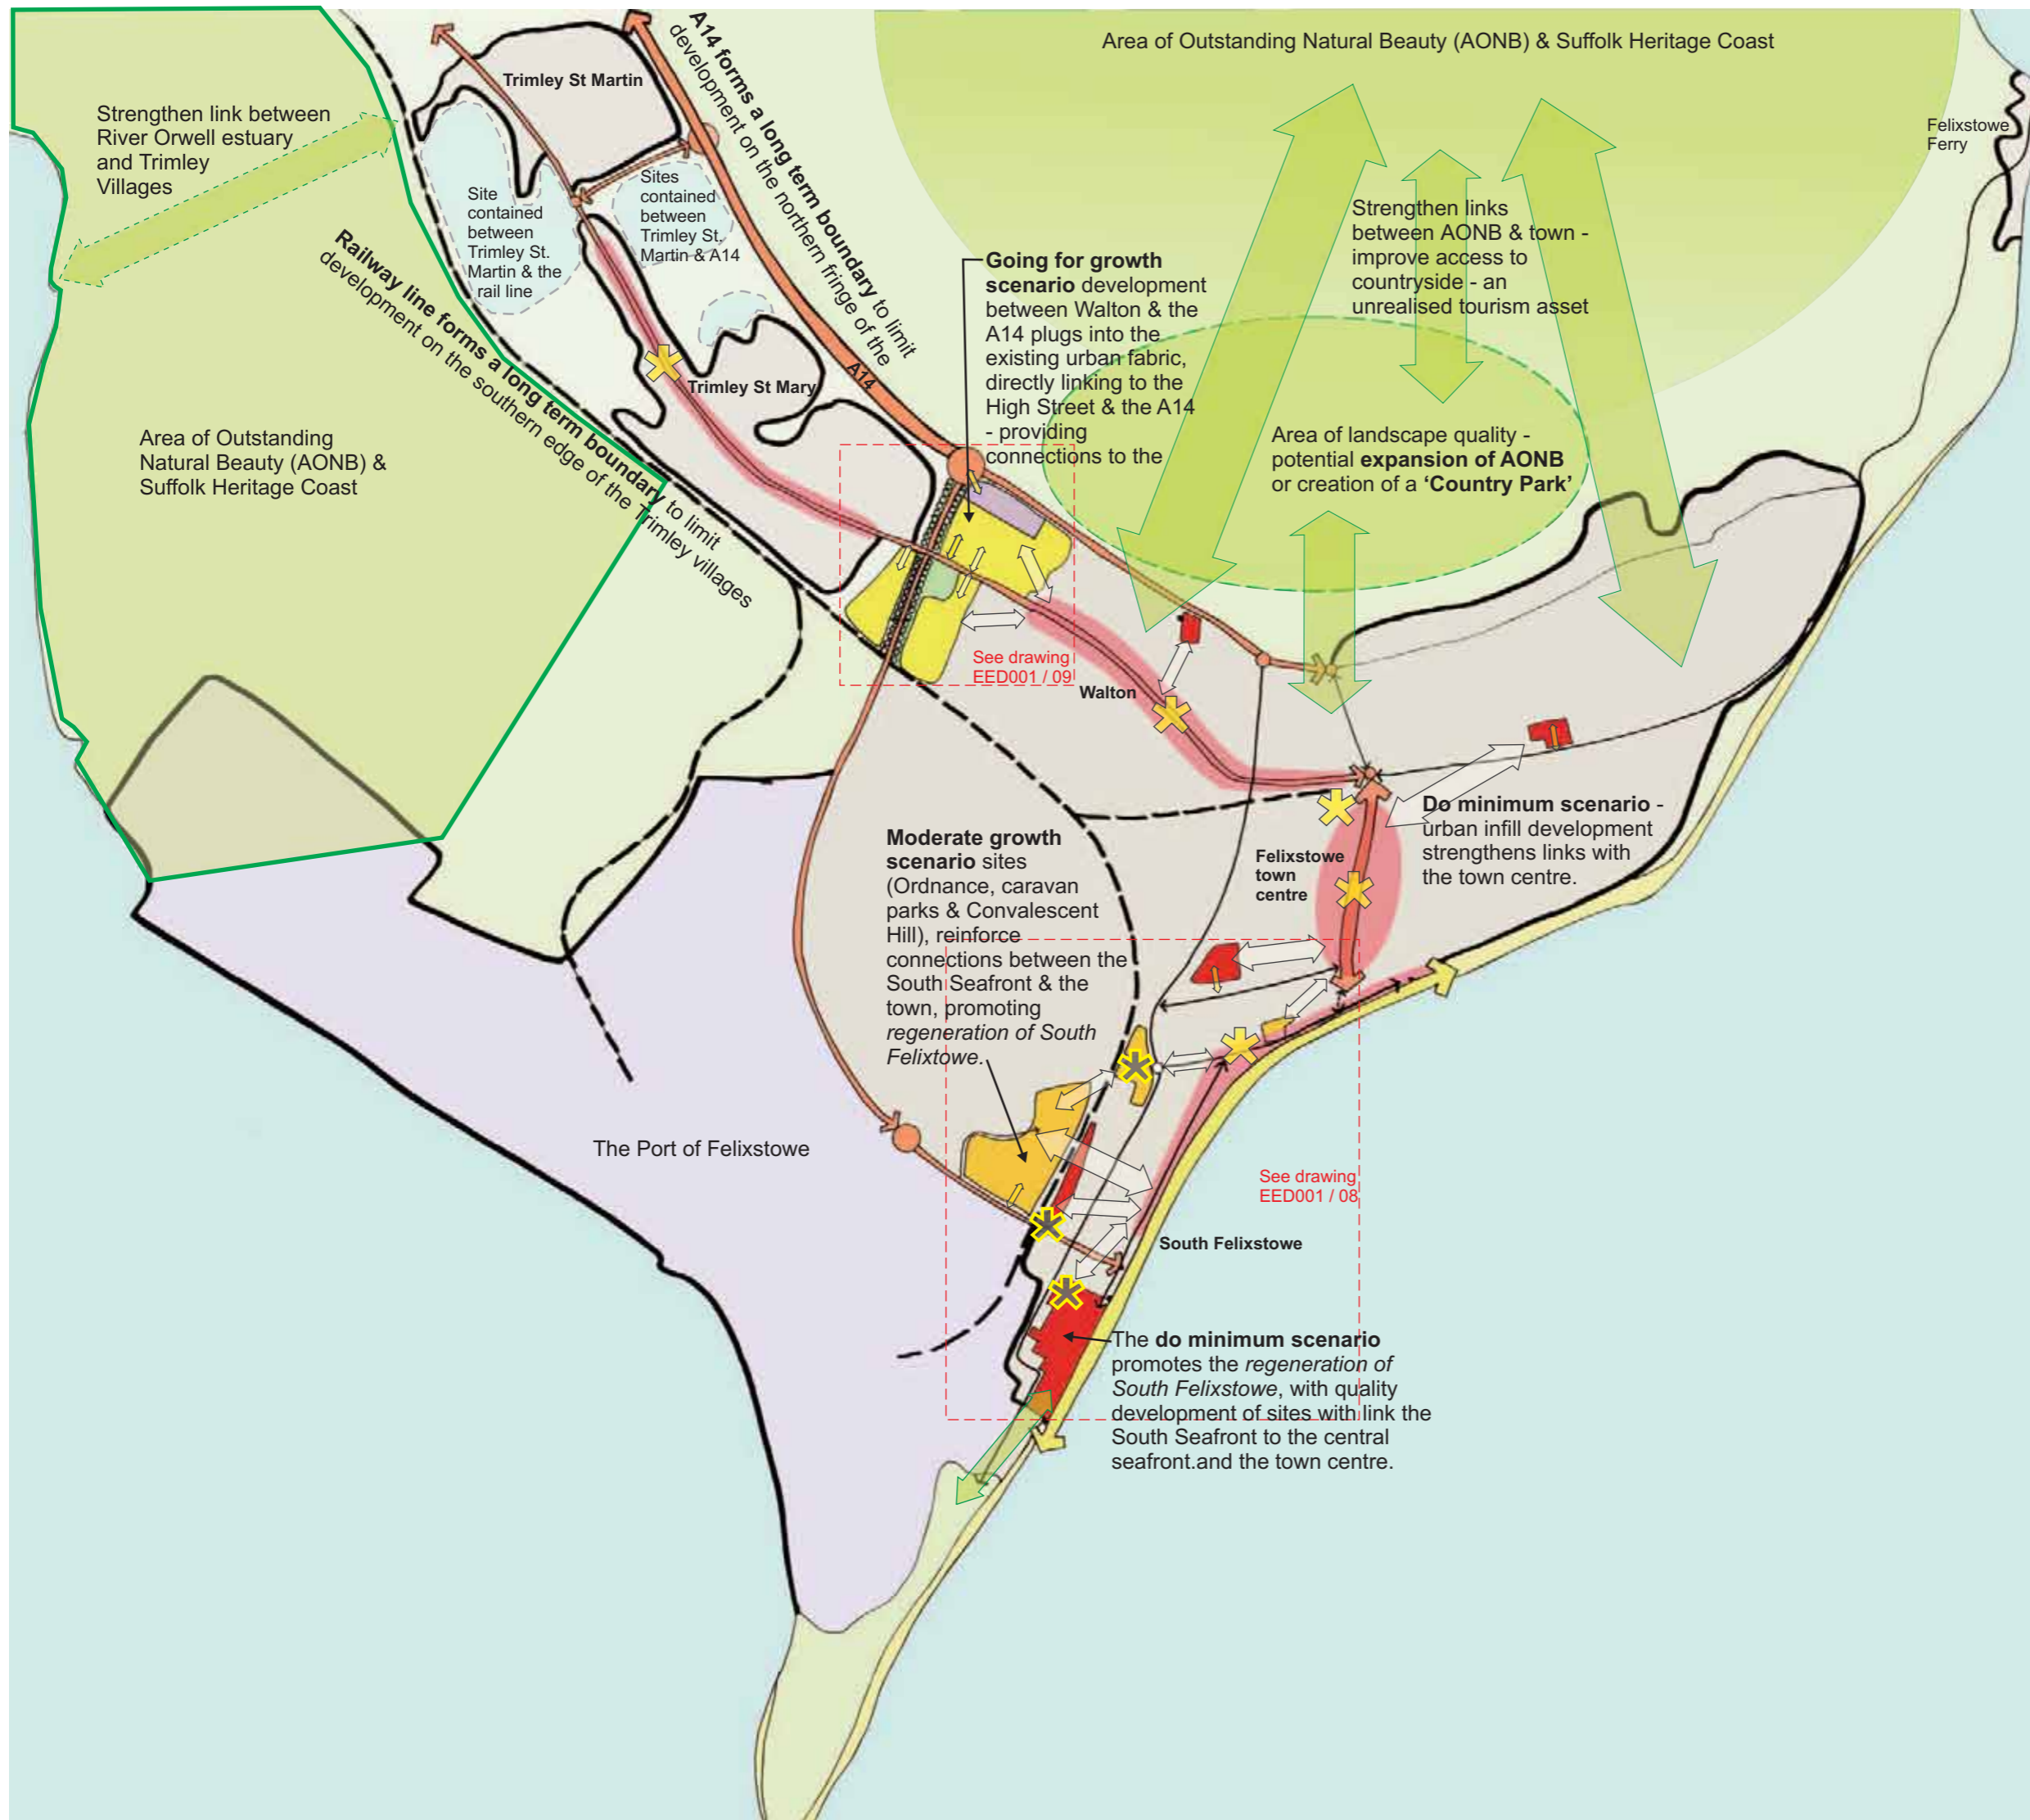 Area of Outstanding Natural Beauty (AONB) & Suffolk Heritage Coast
Trimley St Martin
A14 forms a long term boundary to limit
development on the northern fringe of the
Strengthen link between
River Orwell estuary
and Trimley
Villages
Felixstowe
Ferry
Site
contained
between
Trimley St.
Martin & the
rail line
Sites
contained
between
Trimley St.
Martin & A14
Strengthen links
between AONB & town -
improve access to
countryside - an
unrealised tourism asset
Railway line forms a long term boundary to limit
development on the southern edge of the Trimley villages
Going for growth
scenario development
between Walton & the
A14 plugs into the
existing urban fabric,
directly linking to the
High Street & the A14
- providing
connections to the
A14
Trimley St Mary
Area of Outstanding
Natural Beauty (AONB) &
Suffolk Heritage Coast
Area of landscape quality -
potential expansion of AONB
or creation of a ‘Country Park’
See drawing
EED001 / 09
Walton
Do minimum scenario -
urban infill development
strengthens links with
the town centre.
Moderate growth
scenario sites
(Ordnance, caravan
parks & Convalescent
Hill), reinforce
connections between the
South Seafront & the
town, promoting
regeneration of South
Felixtowe.
Felixstowe
town
centre
The Port of Felixstowe
See drawing
EED001 / 08
South Felixstowe
The do minimum scenario
promotes the regeneration of
South Felixstowe, with quality
development of sites with link the
South Seafront to the central
seafront.and the town centre.